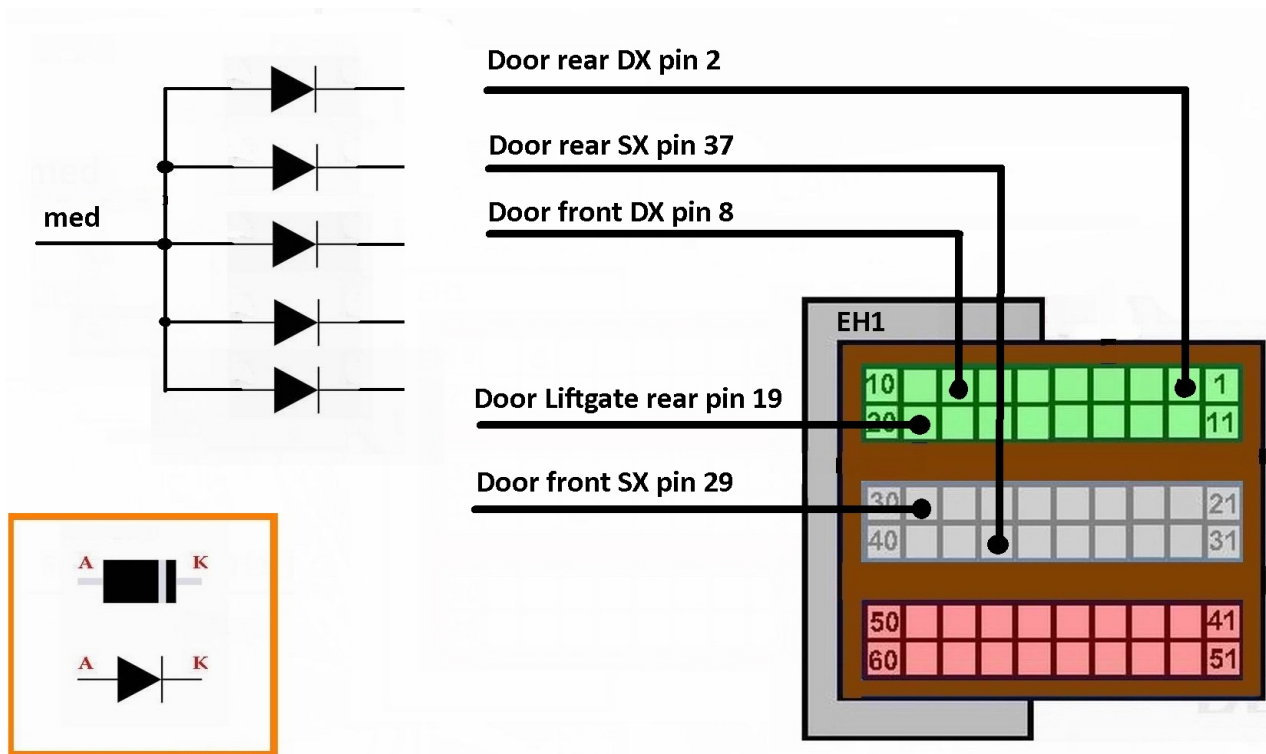 Door rear DX pin 2
Door rear SX pin 37
med
Door front DX pin 8
EH1
10 1
Door Liftgate rear pin 19
20 11
Door front SX pin 29
30 21
40 31
A K
50 41
A K
60 51